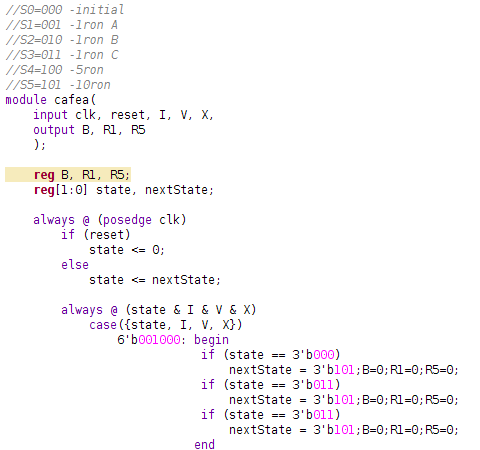 //S0=000 -initial
//S1=001 -1ron A
//S2=010 -1ron B
//S3=011 -1ron C
//S4=100 -5ron
//S5=101 -10ron
module cafea(
input clk, reset, I, V, X,
output B, R1, R5
);
reg B, R1, R5;
reg[1:0] state, nextState;
always @ (posedge clk)
if (reset)
state <= 0;
else
state <= nextState;
always @ (state & I & V & X)
case({state, I, V, X})
6'b001000: begin
if (state == 3'b000)
nextState = 3'b101;B=0;R1=0;R5=0;
if (state == 3'b011)
nextState = 3'b101;B=0;R1=0;R5=0;
if (state == 3'b011)
nextState = 3'b101;B=0;R1=0;R5=0;
end